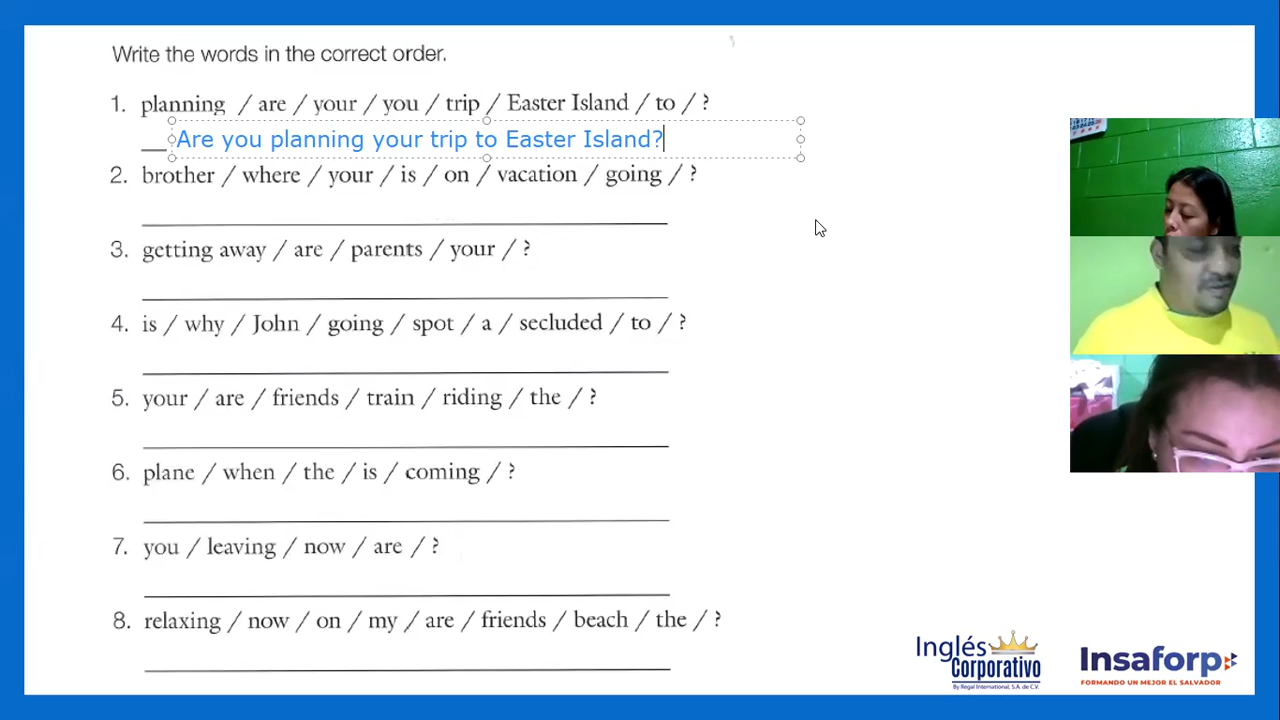 Write the words in the correct order.
1. planning / are / your / you / trip / Easter Island / to / ?
Are you planning your trip to Easter Island?
2. brother / where / your / is / on / vacation / going / ?
3. getting away / are / parents / your / ?
4. is / why / John / going / spot / a / secluded / to / ?
5. your / are / friends / train / riding / the / ?
6. plane / when / the / is / coming / ?
7. you / leaving / now / are / ?
8. relaxing / now / on / my / are / friends / beach / the / ?
Inglés
Corporativo
By Regal International, S.A. de C.V.
Insaforp
FORMANDO UN MEJOR EL SALVADOR